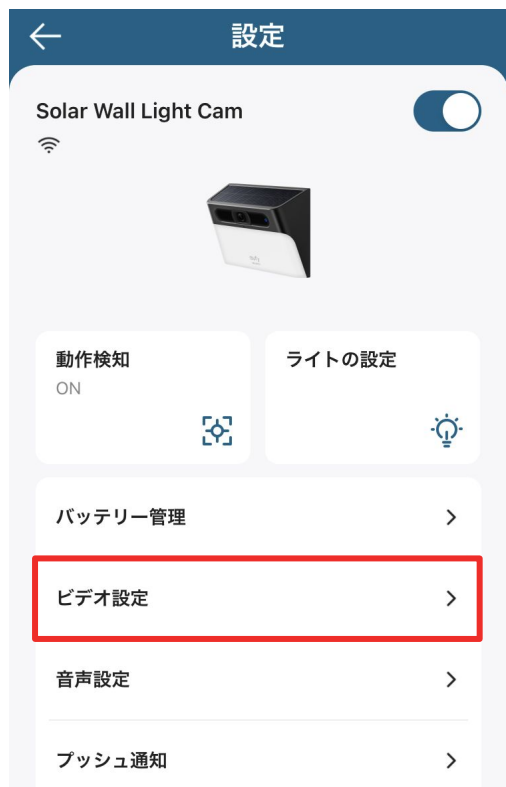 設定
Solar Wall Light Cam
動作検知
ON
ライトの設定
バッテリー管理
ビデオ設定
音声設定
プッシュ通知